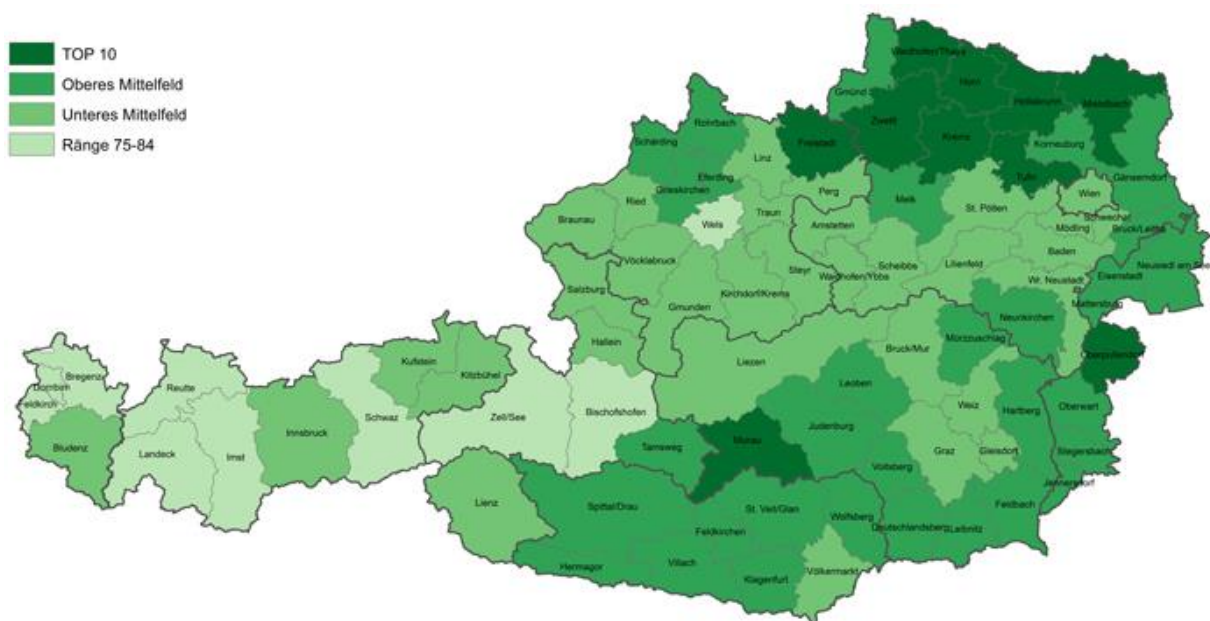 TOP 10
Oberes Mittelfeld
Unteres Mittelfeld
Ränge 75-84
Waidhofen/Thaya
Gmünd
Horn
Hollabrunn
Mistelbach
Zwettl
Krems
Korneuburg
Rohrbach
Schärding
Freistadt
Linz
Tulln
Gänserndorf
Eferding
Grieskirchen
Perg
Melk
St. Pölten
Wien
Ried
Braunau
Wels
Traun
Amstetten
Schwechat
Mödling
Bruck/Leitha
Baden
Vöcklabruck
Steyr
Scheibbs
Waidhofen/Ybbs
Lilienfeld
Eisenstadt
Neusiedl am See
Salzburg
Gmunden
Kirchdorf/Krems
Wr. Neustadt
Mattersburg
Neunkirchen
Hallein
Liezen
Bruck/Mur
Mürzzuschlag
Oberpullendorf
Kufstein
Kitzbühel
Bregenz
Dornbirn
Feldkirch
Reutte
Schwaz
Zell/See
Bischofshofen
Leoben
Weiz
Hartberg
Oberwart
Bludenz
Landeck
Imst
Innsbruck
Tamsweg
Murau
Judenburg
Graz
Gleisdorf
Stegersbach
Voitsberg
Jennersdorf
Lienz
Spittal/Drau
St. Veit/Glan
Wolfsberg
Feldbach
Feldkirchen
Deutschlandsberg
Leibnitz
Hermagor
Villach
Klagenfurt
Völkermarkt